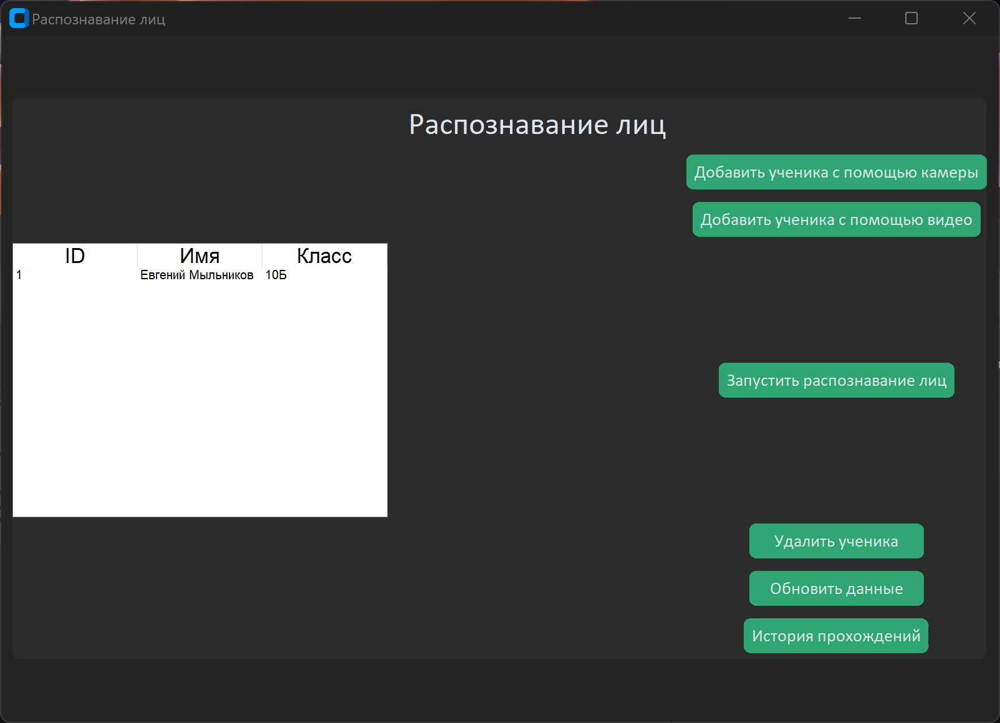 Распознавание лиц
Распознавание лиц
Добавить ученика с помощью камеры
Добавить ученика с помощью видео
ID Имя Класс
1 Евгений Мыльников 10Б
Запустить распознавание лиц
Удалить ученика
Обновить данные
История прохождений